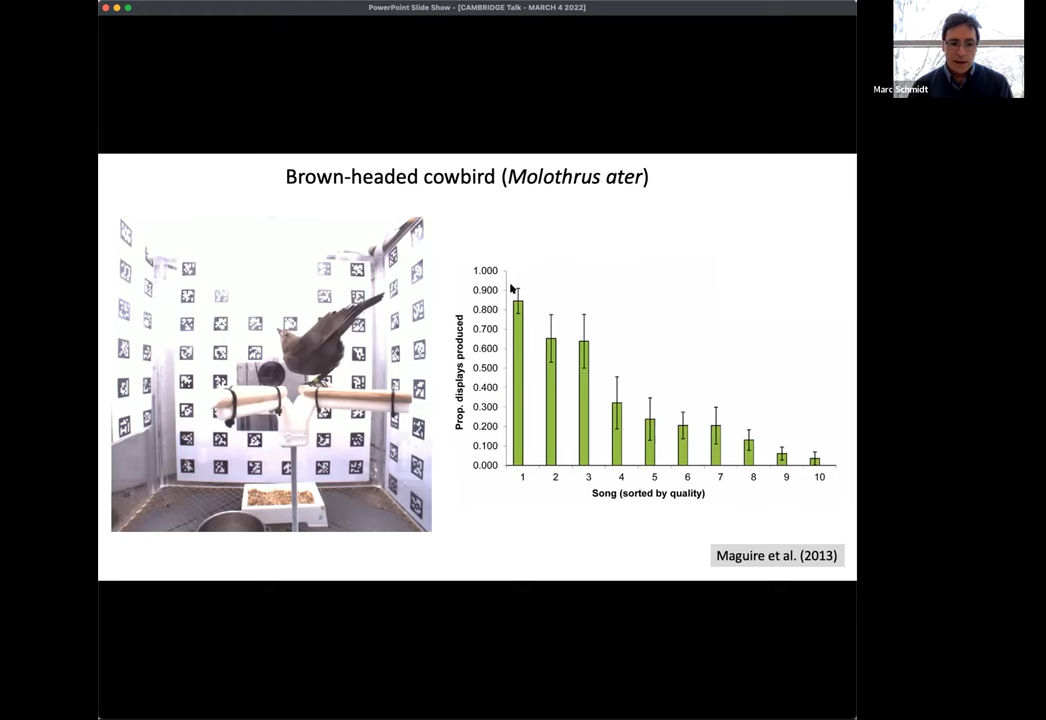 PowerPoint Slide Show - [CAMBRIDGE Talk - MARCH 4 2022]
Marc Schmidt
Brown-headed cowbird (Molothrus ater)
1.000
0.900
0.800
0.700
0.600
0.500
0.400
0.300
0.200
0.100
0.000
Prop. displays produced
1 2 3 4 5 6 7 8 9 10
Song (sorted by quality)
Maguire et al. (2013)